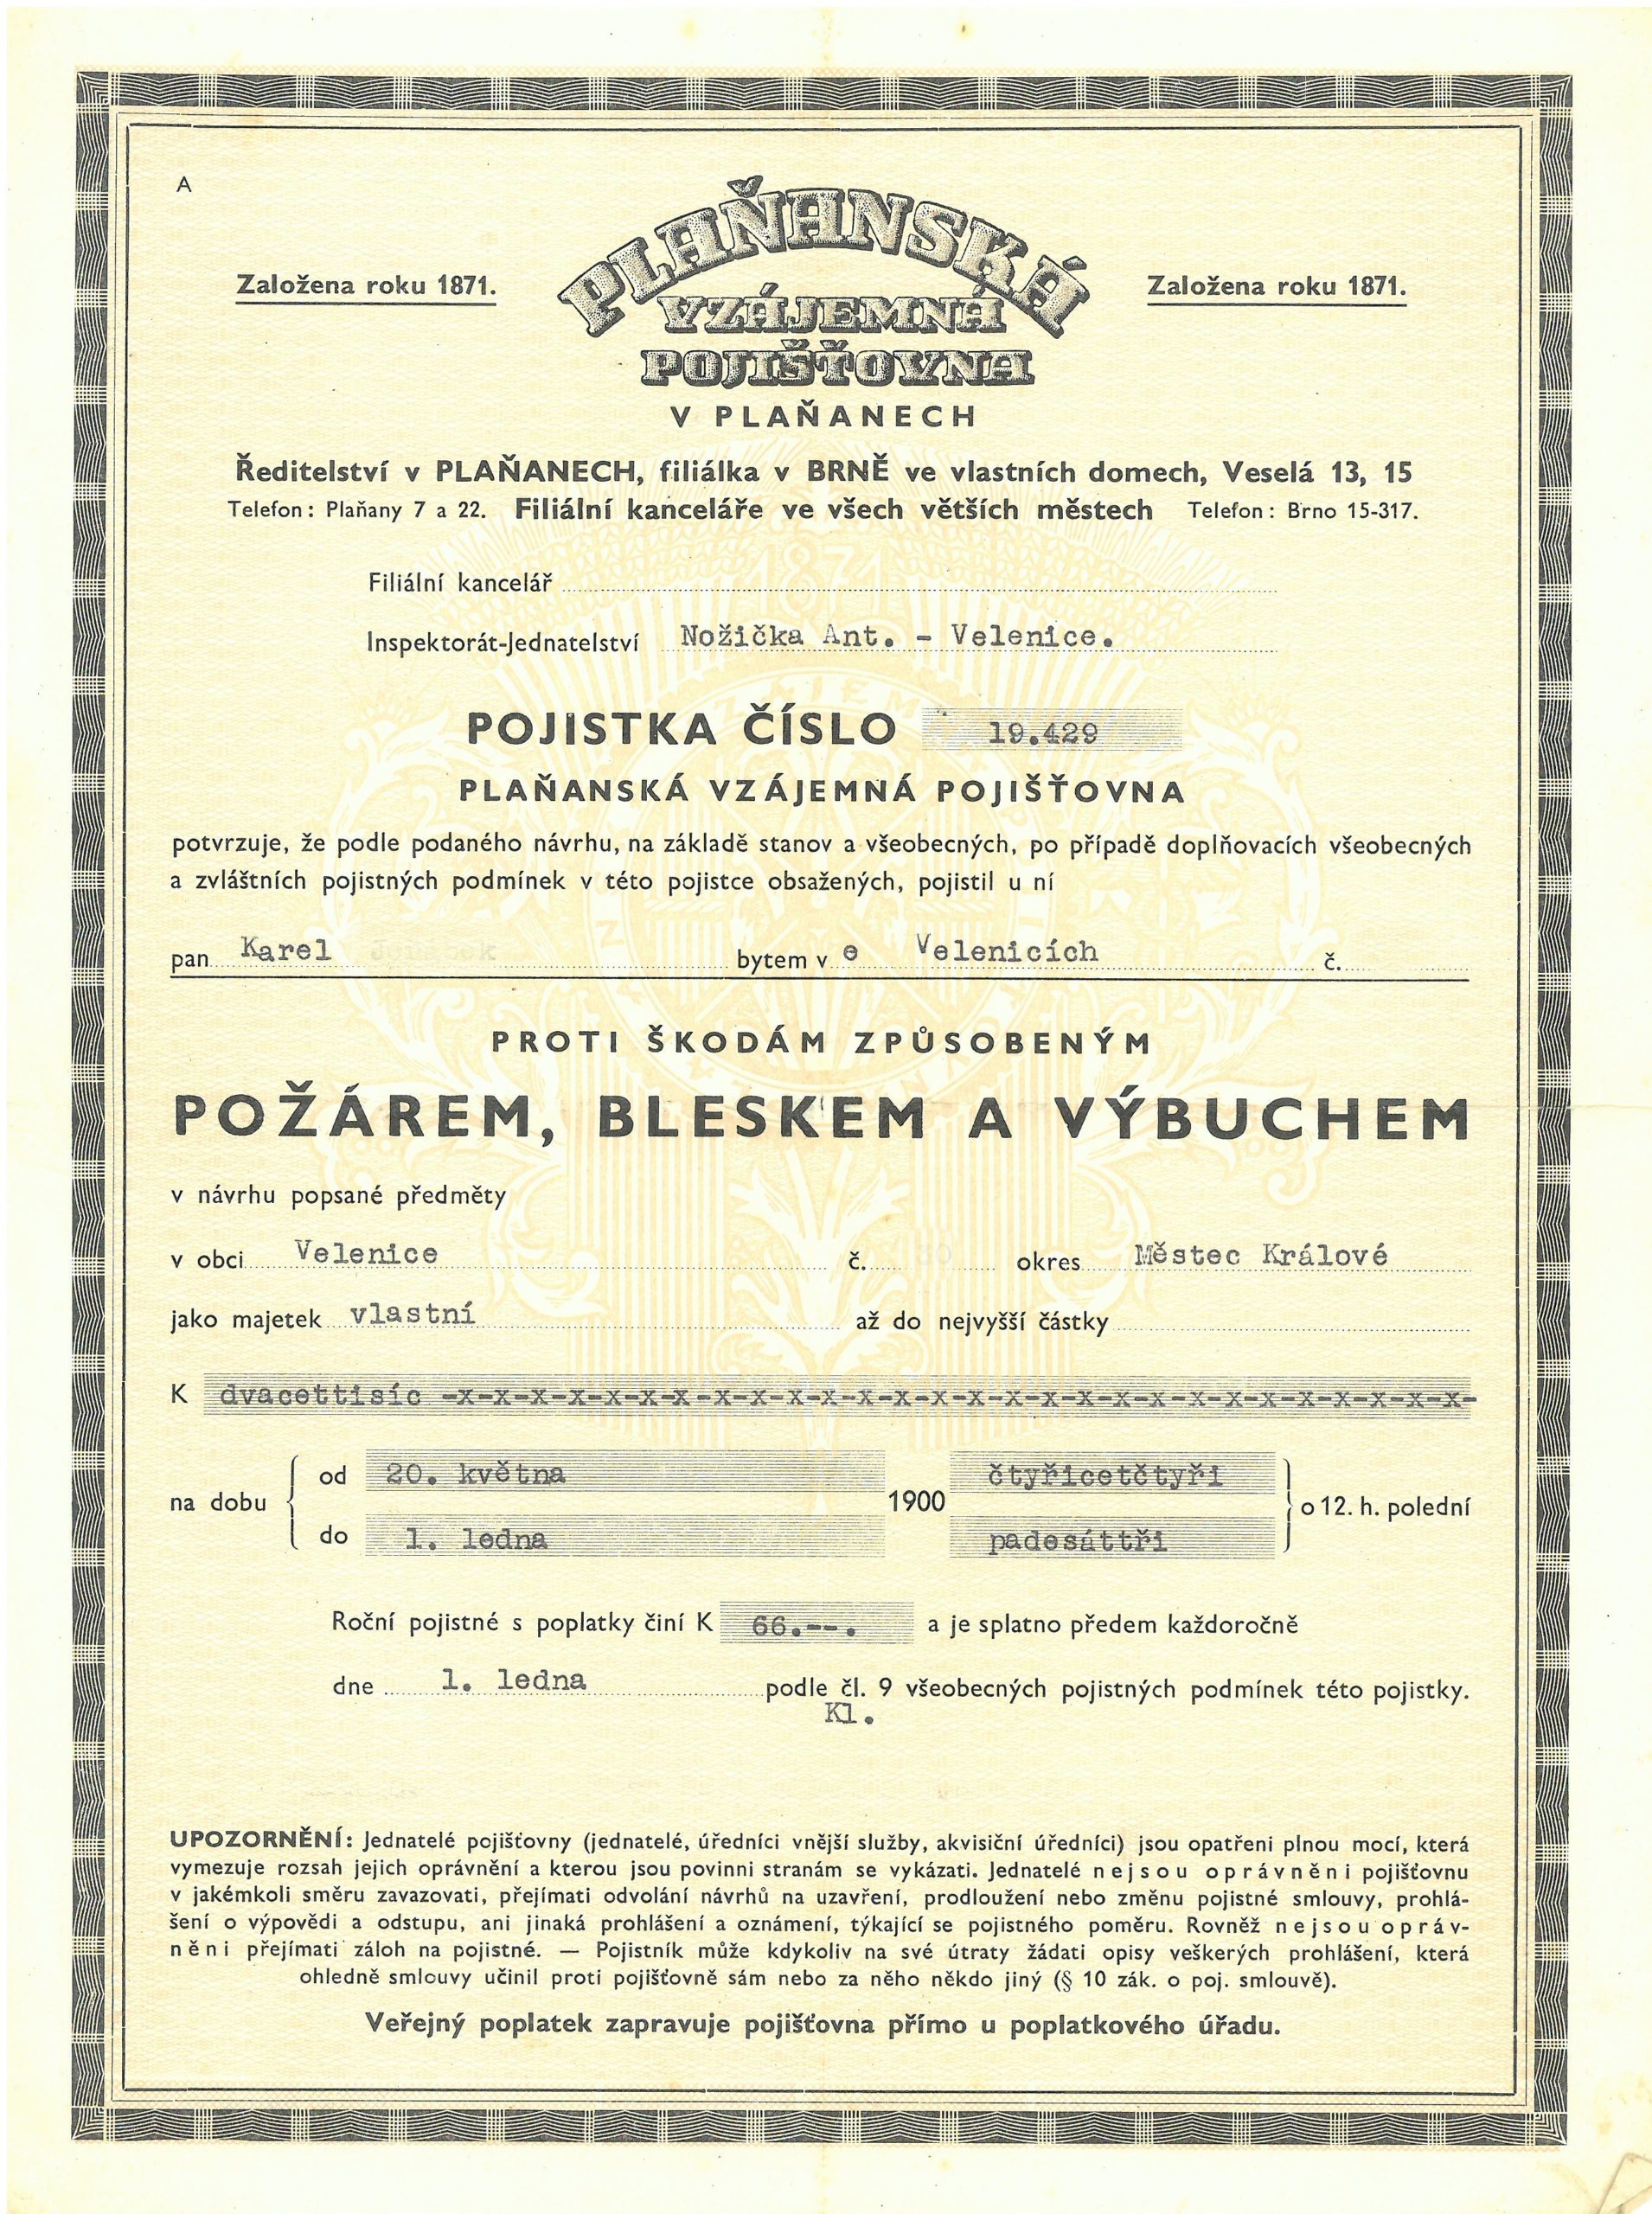 A
PLAŇANSKÁ
Založena roku 1871. Založena roku 1871.
VZÁJEMNÁ
POJIŠŤOVNA
V PLAŇANECH
Ředitelství v PLAŇANECH, filiálka v BRNĚ ve vlastních domech, Veselá 13, 15
Telefon: Plaňany 7 a 22. Filiální kanceláře ve všech větších městech Telefon: Brno 15-317.
1871
Filiální kancelář
Inspektorát-Jednatelství Nožička Ant. - Velenice.
POJISTKA ČÍSLO 19.429
PLAŇANSKÁ VZÁJEMNÁ POJIŠŤOVNA
potvrzuje, že podle podaného návrhu, na základě stanov a všeobecných, po případě doplňovacích všeobecných
a zvláštních pojistných podmínek v této pojistce obsažených, pojistil u ní
pan Karel bytem v e Velenicích č.
PROTI ŠKODÁM ZPŮSOBENÝM
POŽÁREM, BLESKEM A VÝBUCHEM
v návrhu popsané předměty
v obci Velenice č. okres Městec Králové
jako majetek vlastní až do nejvyšší částky
K dvacettisíc -x-x-x-x-x-x-x-x-x-x-x-x-x-x-x-x-x-x-x-x-x-x-x-x-x-x-x-x-
na dobu od 20. května 1900 čtyřicetčtyři o 12. h. polední
do 1. ledna padesáttři
Roční pojistné s poplatky činí K 66.--. a je splatno předem každoročně
dne 1. ledna podle čl. 9 všeobecných pojistných podmínek této pojistky.
Kl.
UPOZORNĚNÍ: Jednatelé pojišťovny (jednatelé, úředníci vnější služby, akvisiční úředníci) jsou opatřeni plnou mocí, která
vymezuje rozsah jejich oprávnění a kterou jsou povinni stranám se vykázati. Jednatelé nejsou oprávněni pojišťovnu
v jakémkoli směru zavazovati, přejímati odvolání návrhů na uzavření, prodloužení nebo změnu pojistné smlouvy, prohlá-
šení o výpovědi a odstupu, ani jinaká prohlášení a oznámení, týkající se pojistného poměru. Rovněž nejsou opráv-
něni přejímati záloh na pojistné. — Pojistník může kdykoliv na své útraty žádati opisy veškerých prohlášení, která
ohledně smlouvy učinil proti pojišťovně sám nebo za něho někdo jiný (§ 10 zák. o poj. smlouvě).
Veřejný poplatek zapravuje pojišťovna přímo u poplatkového úřadu.